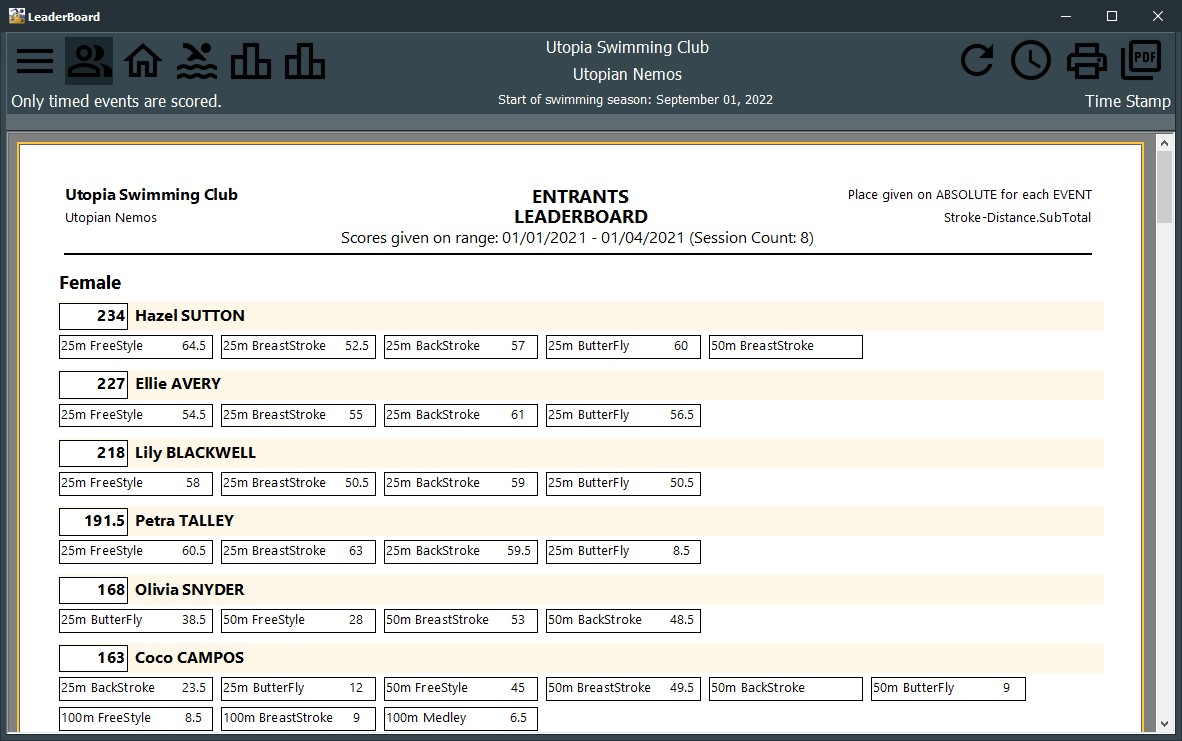 LeaderBoard
Utopia Swimming Club
Utopian Nemos
PDF
Only timed events are scored.
Start of swimming season: September 01, 2022
Time Stamp
Utopia Swimming Club
ENTRANTS
Place given on ABSOLUTE for each EVENT
Utopian Nemos
LEADERBOARD
Stroke-Distance.SubTotal
Scores given on range: 01/01/2021 - 01/04/2021 (Session Count: 8)
Female
234 Hazel SUTTON
25m FreeStyle 64.5 25m BreastStroke 52.5 25m BackStroke 57 25m ButterFly 60 50m BreastStroke
227 Ellie AVERY
25m FreeStyle 54.5 25m BreastStroke 55 25m BackStroke 61 25m ButterFly 56.5
218 Lily BLACKWELL
25m FreeStyle 58 25m BreastStroke 50.5 25m BackStroke 59 25m ButterFly 50.5
191.5 Petra TALLEY
25m FreeStyle 60.5 25m BreastStroke 63 25m BackStroke 59.5 25m ButterFly 8.5
168 Olivia SNYDER
25m ButterFly 38.5 50m FreeStyle 28 50m BreastStroke 53 50m BackStroke 48.5
163 Coco CAMPOS
25m BackStroke 23.5 25m ButterFly 12 50m FreeStyle 45 50m BreastStroke 49.5 50m BackStroke 50m ButterFly 9
100m FreeStyle 8.5 100m BreastStroke 9 100m Medley 6.5